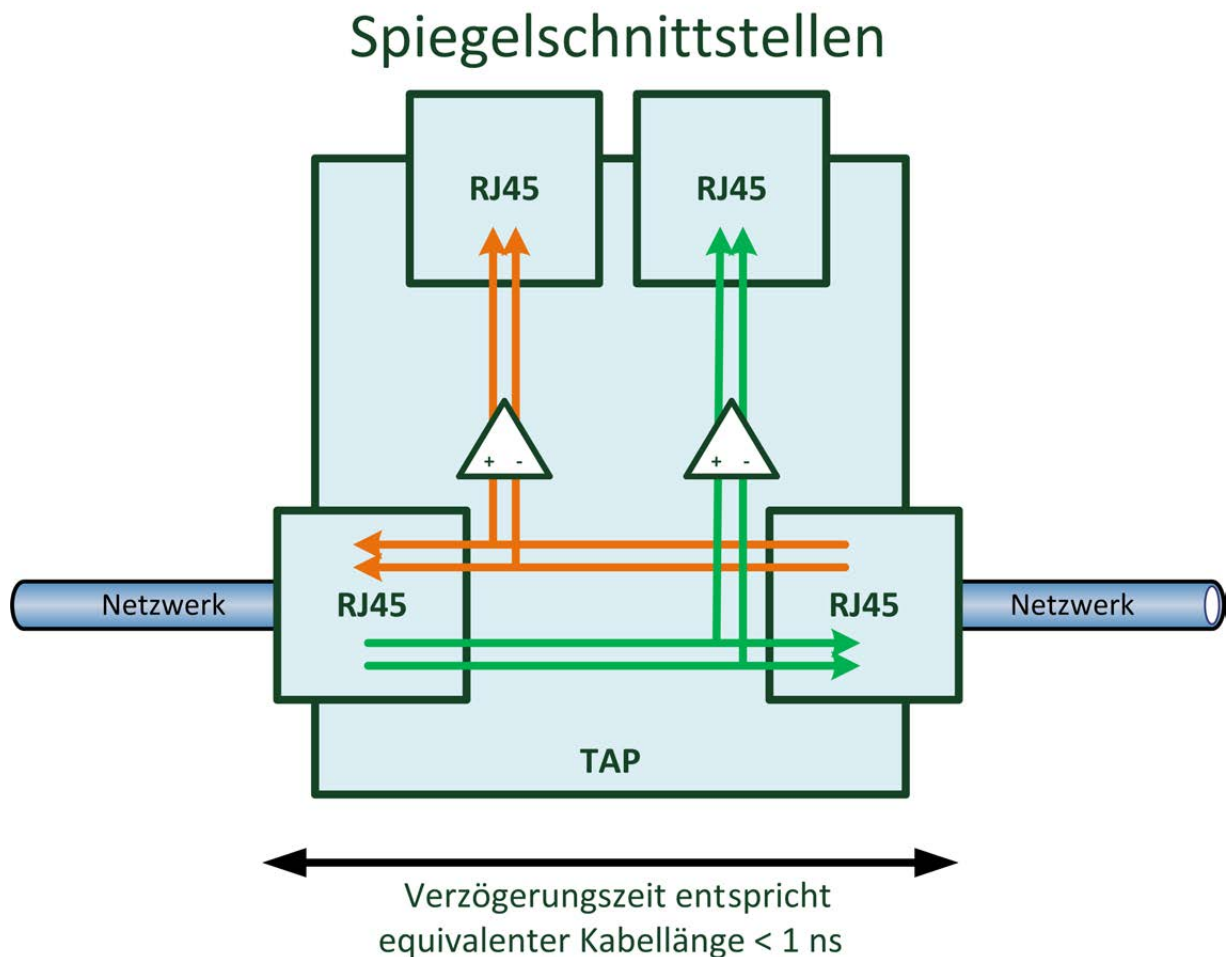 Spiegelschnittstellen
RJ45 RJ45
+ - + -
Netzwerk RJ45 RJ45 Netzwerk
TAP
Verzögerungszeit entspricht
equivalenter Kabellänge < 1 ns